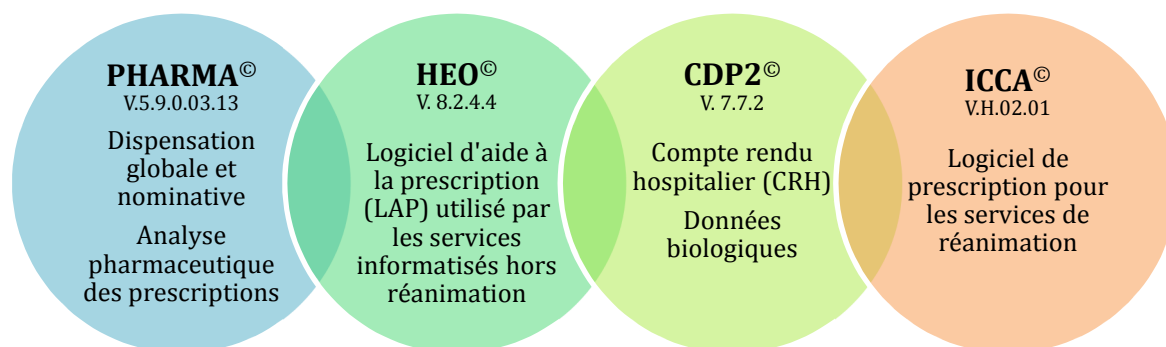 PHARMA©
V.5.9.0.03.13
Dispensation
globale et
nominative
Analyse
pharmaceutique
des prescriptions
HEO©
V. 8.2.4.4
Logiciel d'aide à
la prescription
(LAP) utilisé par
les services
informatisés hors
réanimation
CDP2©
V. 7.7.2
Compte rendu
hospitalier (CRH)
Données
biologiques
ICCA©
V.H.02.01
Logiciel de
prescription pour
les services de
réanimation